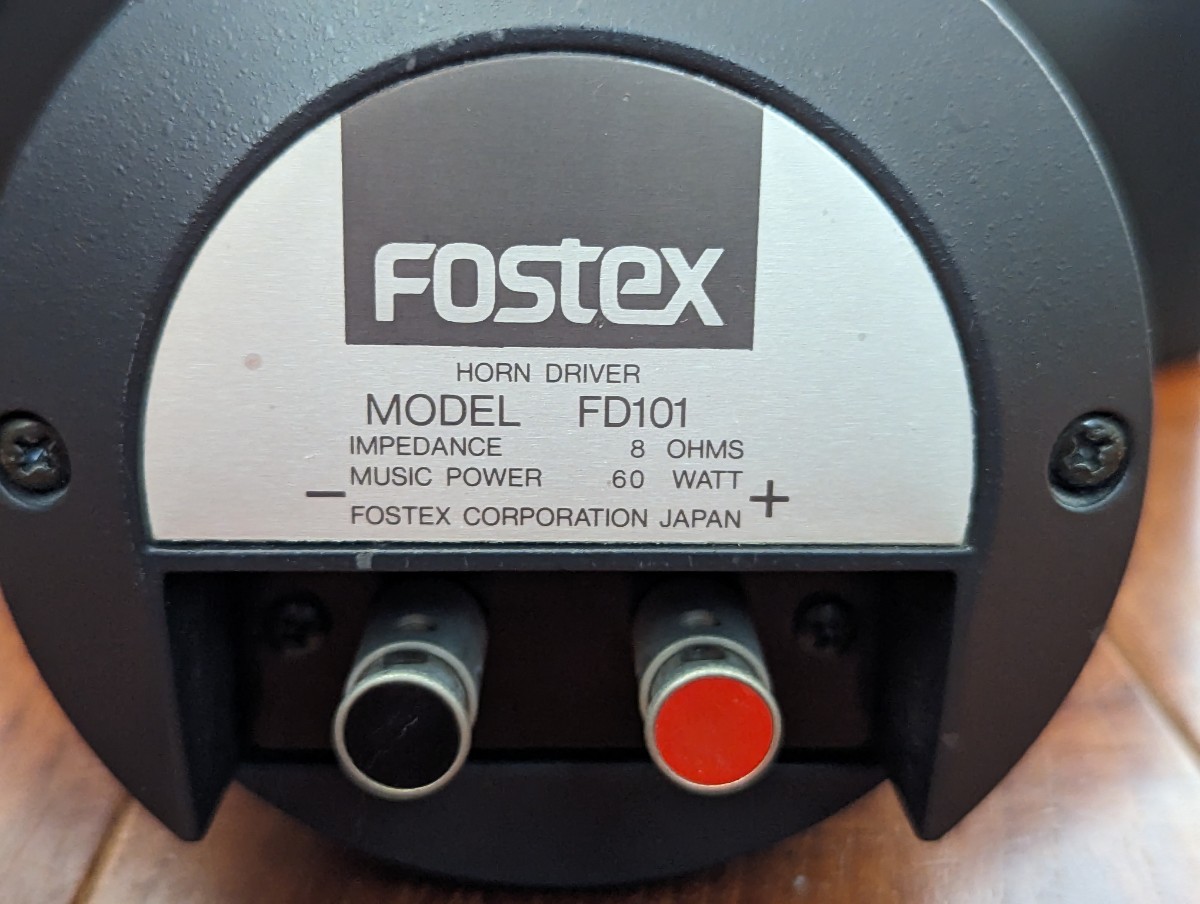 Fostex
HORN DRIVER
MODEL FD101
IMPEDANCE 8 OHMS
MUSIC POWER 60 WATT
− +
FOSTEX CORPORATION JAPAN